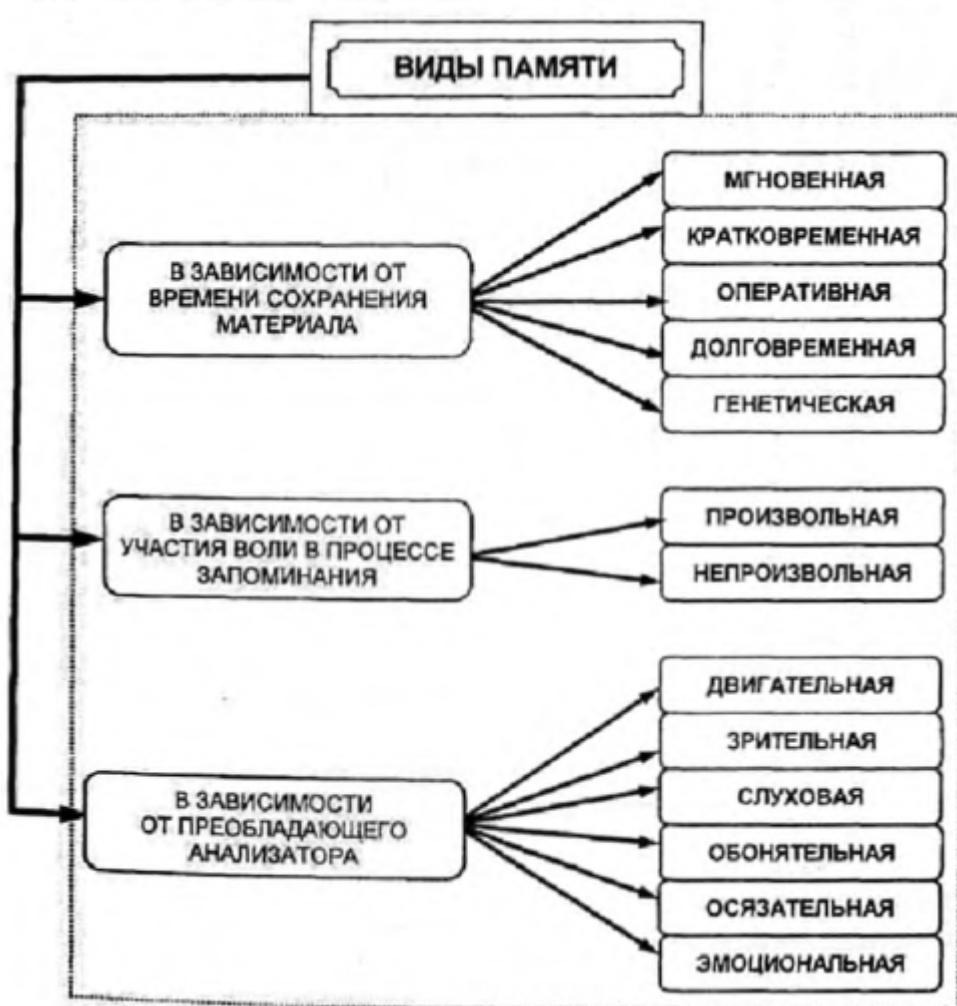 ВИДЫ ПАМЯТИ
В ЗАВИСИМОСТИ ОТ
ВРЕМЕНИ СОХРАНЕНИЯ
МАТЕРИАЛА
МГНОВЕННАЯ
КРАТКОВРЕМЕННАЯ
ОПЕРАТИВНАЯ
ДОЛГОВРЕМЕННАЯ
ГЕНЕТИЧЕСКАЯ
В ЗАВИСИМОСТИ ОТ
УЧАСТИЯ ВОЛИ В ПРОЦЕССЕ
ЗАПОМИНАНИЯ
ПРОИЗВОЛЬНАЯ
НЕПРОИЗВОЛЬНАЯ
В ЗАВИСИМОСТИ
ОТ ПРЕОБЛАДАЮЩЕГО
АНАЛИЗАТОРА
ДВИГАТЕЛЬНАЯ
ЗРИТЕЛЬНАЯ
СЛУХОВАЯ
ОБОНЯТЕЛЬНАЯ
ОСЯЗАТЕЛЬНАЯ
ЭМОЦИОНАЛЬНАЯ